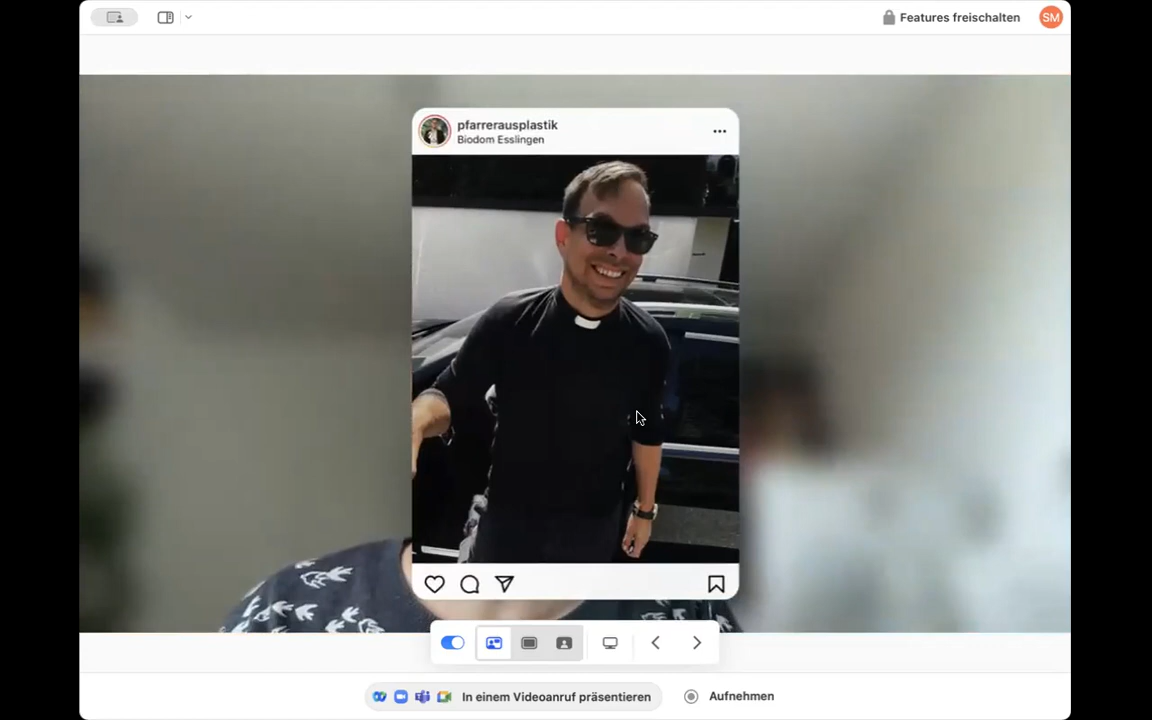 Features freischalten
SM
pfarrerausplastik
Biodom Esslingen
In einem Videoanruf präsentieren
Aufnehmen